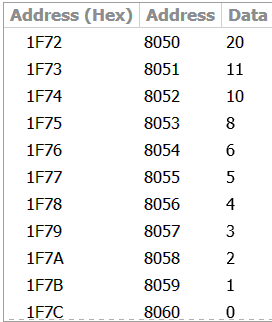 Address (Hex) Address Data
1F72 8050 20
1F73 8051 11
1F74 8052 10
1F75 8053 8
1F76 8054 6
1F77 8055 5
1F78 8056 4
1F79 8057 3
1F7A 8058 2
1F7B 8059 1
1F7C 8060 0